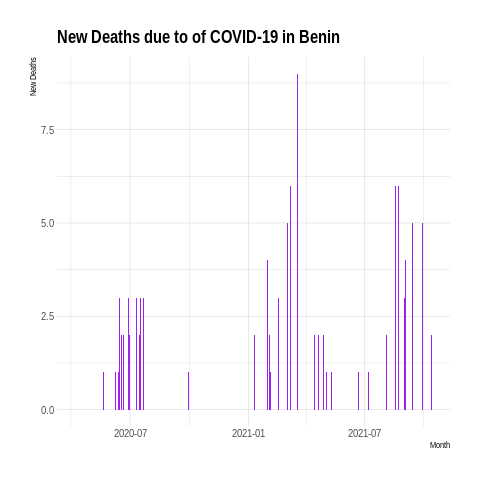 New Deaths due to of COVID-19 in Benin
New Deaths
7.5
5.0
2.5
0.0
2020-07 2021-01 2021-07
Month